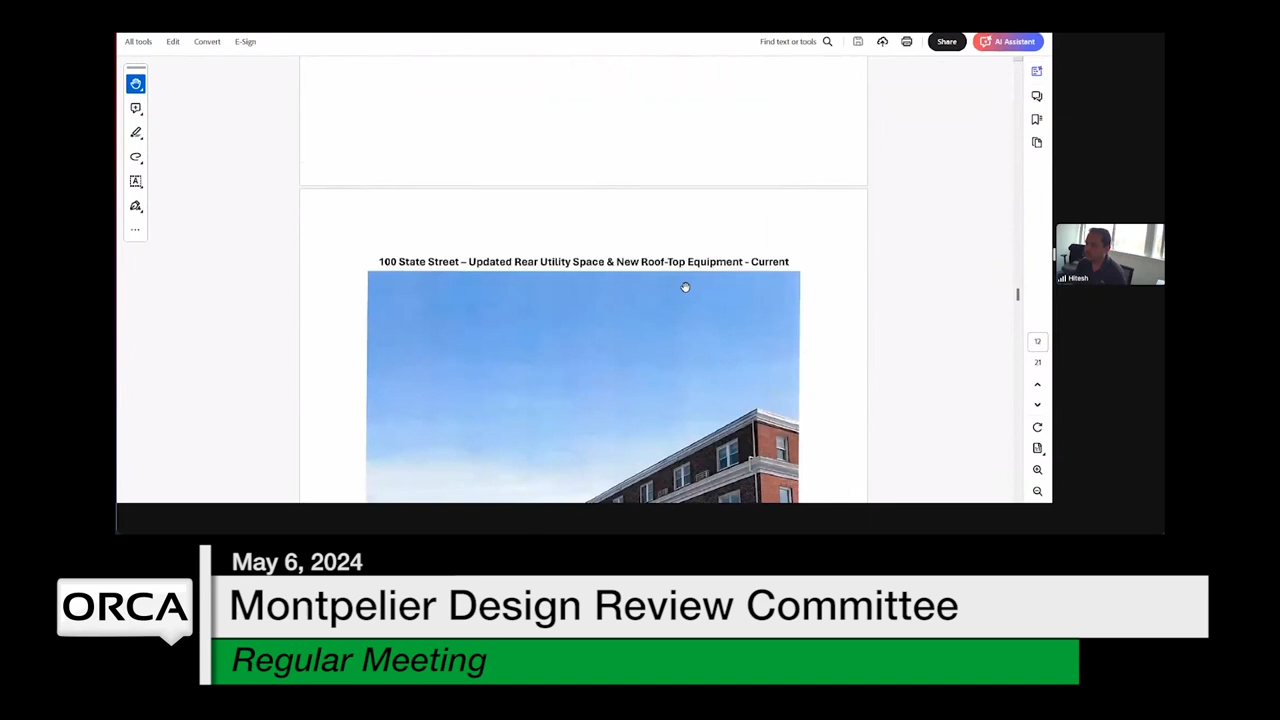 All tools Edit Convert E-Sign Find text or tools Share AI Assistant
100 State Street – Updated Rear Utility Space & New Roof-Top Equipment - Current
Hitesh
12
21
May 6, 2024
ORCA Montpelier Design Review Committee
Regular Meeting